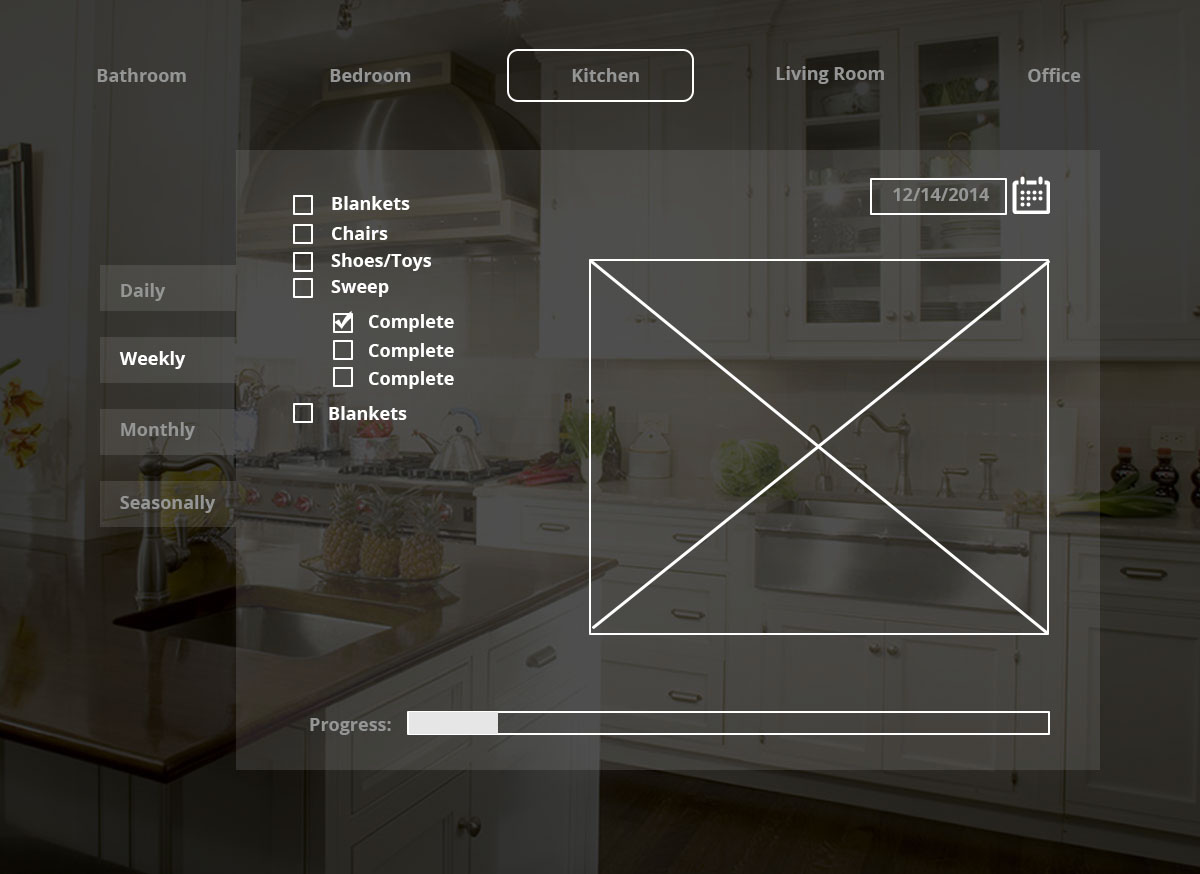 Bathroom
Bedroom
Kitchen
Living Room
Office
12/14/2014
Blankets
Chairs
Shoes/Toys
Sweep
Complete
Complete
Complete
Blankets
Daily
Weekly
Monthly
Seasonally
Progress: